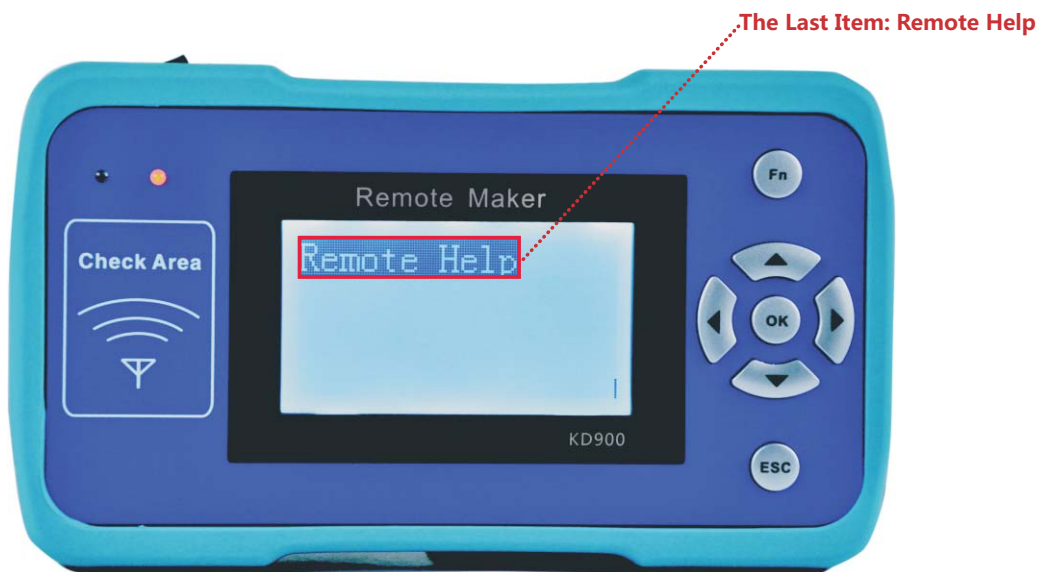 The Last Item: Remote Help
Fn
Remote Maker
Check Area
Remote Help
OK
KD900
ESC